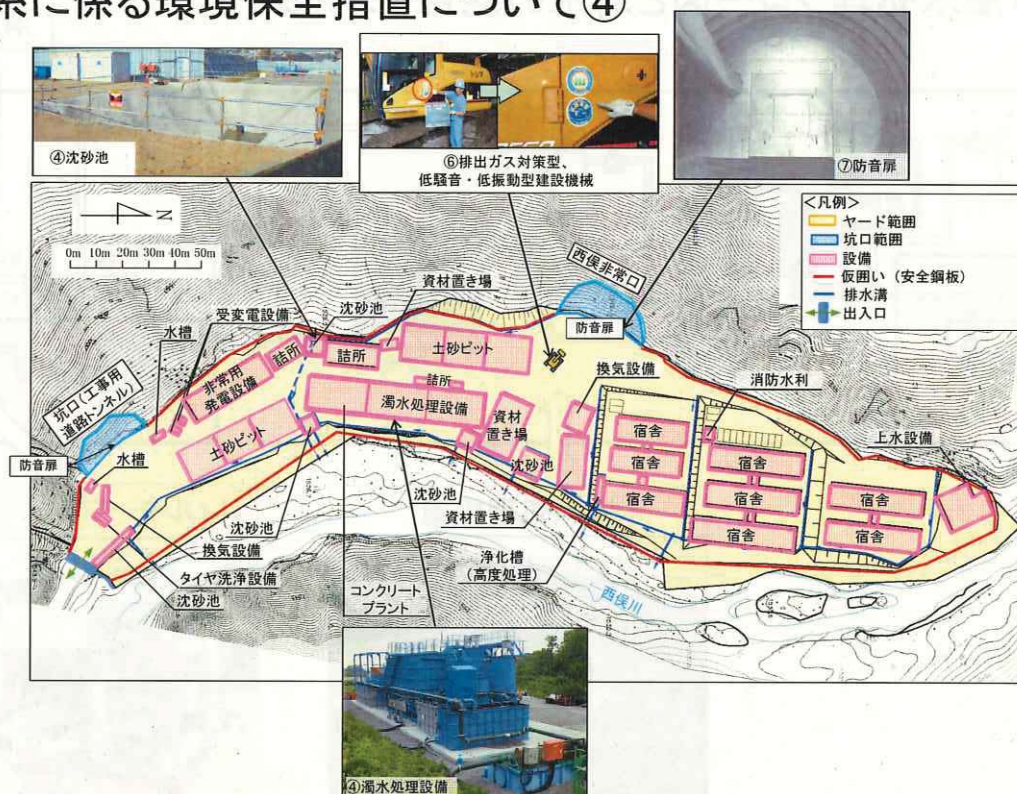 系に係る環境保全措置について④
④沈砂池
⑥排出ガス対策型、
低騒音・低振動型建設機械
⑦防音扉
N
0m 10m 20m 30m 40m 50m
<凡例>
ヤード範囲
坑口範囲
設備
仮囲い（安全鋼板）
排水溝
出入口
西俣非常口
防音扉
資材置き場
沈砂池
受変電設備
水槽
坑口(工事用
道路トンネル)
防音扉
水槽
非常用
発電設備
詰所
詰所
土砂ピット
詰所
濁水処理設備
土砂ピット
資材
置き場
換気設備
消防水利
上水設備
宿舎
宿舎
宿舎
宿舎
宿舎
宿舎
宿舎
宿舎
沈砂池
沈砂池
資材置き場
浄化槽
(高度処理)
沈砂池
換気設備
タイヤ洗浄設備
沈砂池
コンクリート
プラント
西俣川
④濁水処理設備